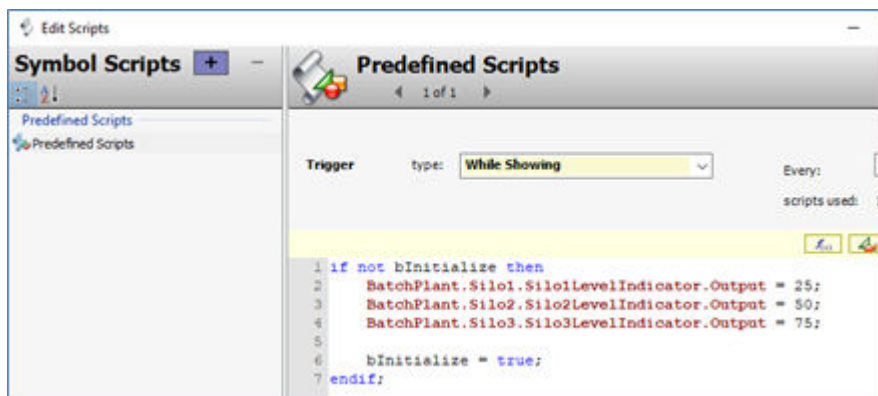 Edit Scripts
Symbol Scripts +
Predefined Scripts
Predefined Scripts
Predefined Scripts
1 of 1
Trigger type: While Showing Every:
scripts used:
1 if not bInitialize then
2 BatchPlant.Silo1.Silo1LevelIndicator.Output = 25;
3 BatchPlant.Silo2.Silo2LevelIndicator.Output = 50;
4 BatchPlant.Silo3.Silo3LevelIndicator.Output = 75;
5
6 bInitialize = true;
7 endif;